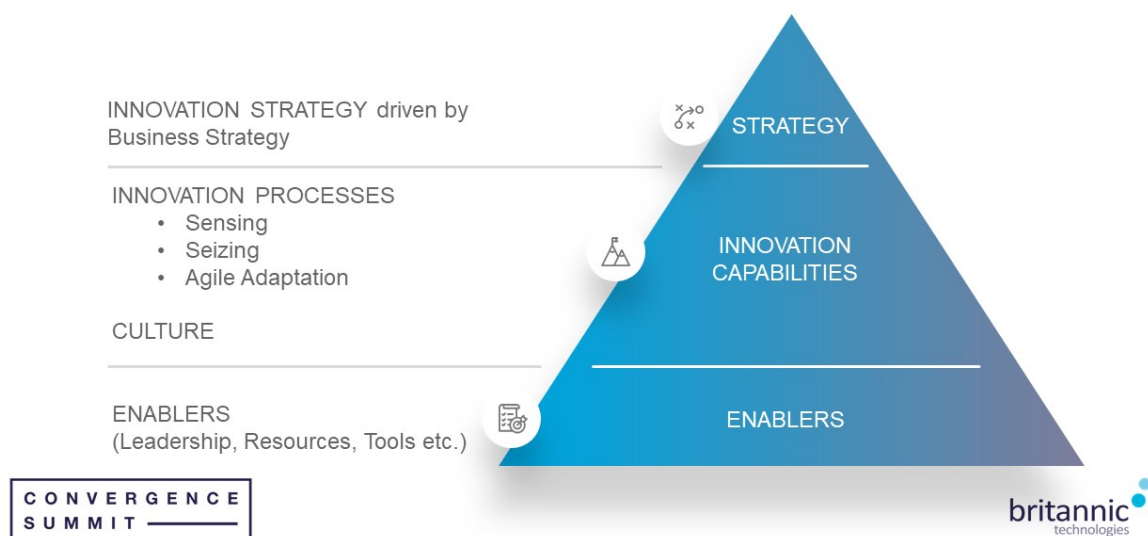 INNOVATION STRATEGY driven by
Business Strategy
STRATEGY
INNOVATION PROCESSES
• Sensing
• Seizing
• Agile Adaptation
INNOVATION
CAPABILITIES
CULTURE
ENABLERS
(Leadership, Resources, Tools etc.)
ENABLERS
CONVERGENCE
SUMMIT
britannic
technologies